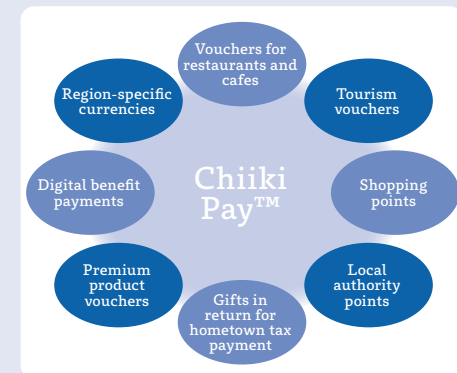 Vouchers for
restaurants and
cafes
Region-specific
currencies
Tourism
vouchers
Digital benefit
payments
Chiiki
Pay™
Shopping
points
Premium
product
vouchers
Local
authority
points
Gifts in
return for
hometown tax
payment